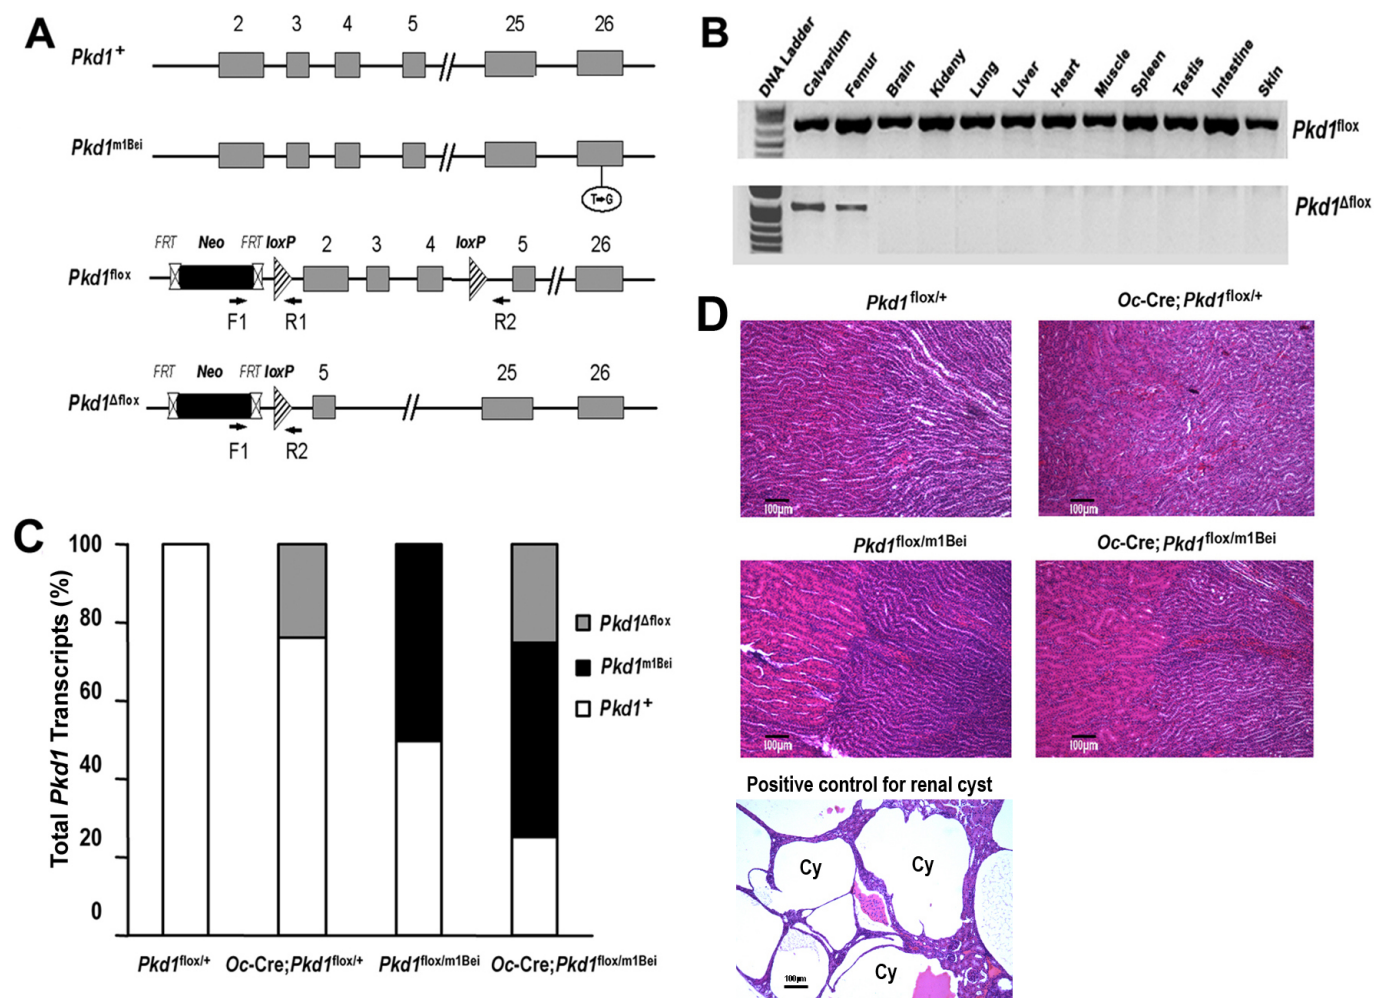 A
2 3 4 5 25 26
Pkd1+
Pkd1m1Bei
T➡G
FRT Neo FRT loxP 2 3 4 loxP 5 26
Pkd1flox
F1 R1 R2
FRT Neo FRT loxP 5 25 26
Pkd1Δflox
F1 R2
B
DNA Ladder Calvarium Femur Brain Kideny Lung Liver Heart Muscle Spleen Testis Intestine Skin
Pkd1flox
Pkd1Δflox
C
Total Pkd1 Transcripts (%)
100
80
60
40
20
0
Pkd1Δflox
Pkd1m1Bei
Pkd1+
Pkd1flox/+ Oc-Cre;Pkd1flox/+ Pkd1flox/m1Bei Oc-Cre;Pkd1flox/m1Bei
D
Pkd1flox/+ Oc-Cre;Pkd1flox/+
100µm 100µm
Pkd1flox/m1Bei Oc-Cre;Pkd1flox/m1Bei
100µm 100µm
Positive control for renal cyst
Cy Cy
Cy
100µm